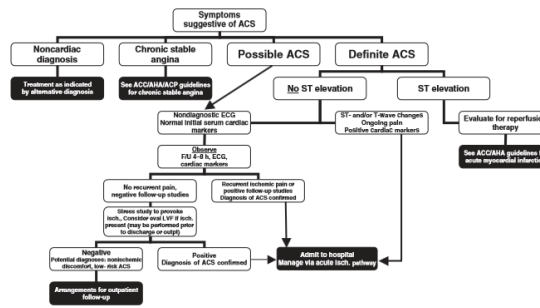 Symptoms
suggestive of ACS
Noncardiac
diagnosis
Chronic stable
angina
Possible ACS
Definite ACS
Treatment as indicated
by alternative diagnosis
See ACC/AHA/ACP guidelines
for chronic stable angina
No ST elevation
ST elevation
Nondiagnostic ECG
Normal initial serum cardiac
markers
ST- and/or T-Wave Changes
Ongoing pain
Positive Cardiac markers
Evaluate for reperfusion
therapy
Observe
F/U 4–8 h, ECG,
cardiac markers
See ACC/AHA guidelines
acute myocardial infarction
No recurrent pain,
negative follow-up studies
Recurrent ischemic pain or
positive follow-up studies
Diagnosis of ACS confirmed
Stress study to provoke
isch., Consider eval LVF if isch.
present (may be performed prior
to discharge or outpt)
Negative
Potential diagnoses: nonischemic
discomfort, low- risk ACS
Positive
Diagnosis of ACS confirmed
Admit to hospital
Manage via acute isch. pathway
Arrangements for outpatient
follow-up